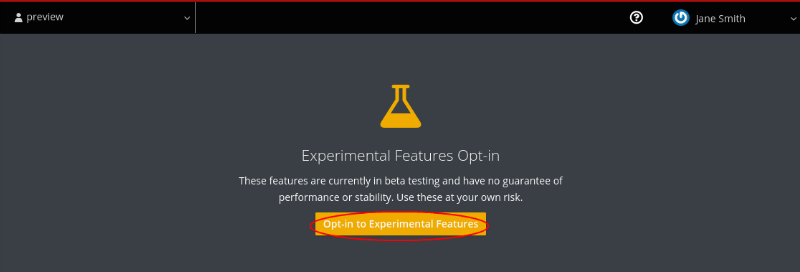 preview
Jane Smith
Experimental Features Opt-in
These features are currently in beta testing and have no guarantee of
performance or stability. Use these at your own risk.
Opt-in to Experimental Features